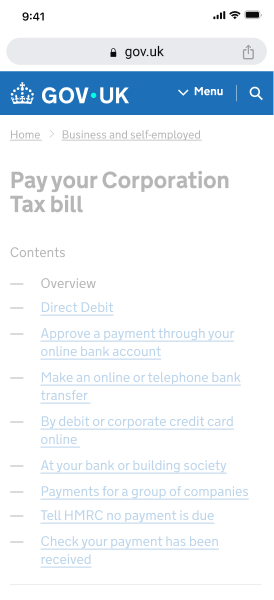 9:41
gov.uk
GOV·UK
Menu
Home > Business and self-employed
Pay your Corporation
Tax bill
Contents
— Overview
— Direct Debit
— Approve a payment through your
online bank account
— Make an online or telephone bank
transfer
— By debit or corporate credit card
online
— At your bank or building society
— Payments for a group of companies
— Tell HMRC no payment is due
— Check your payment has been
received